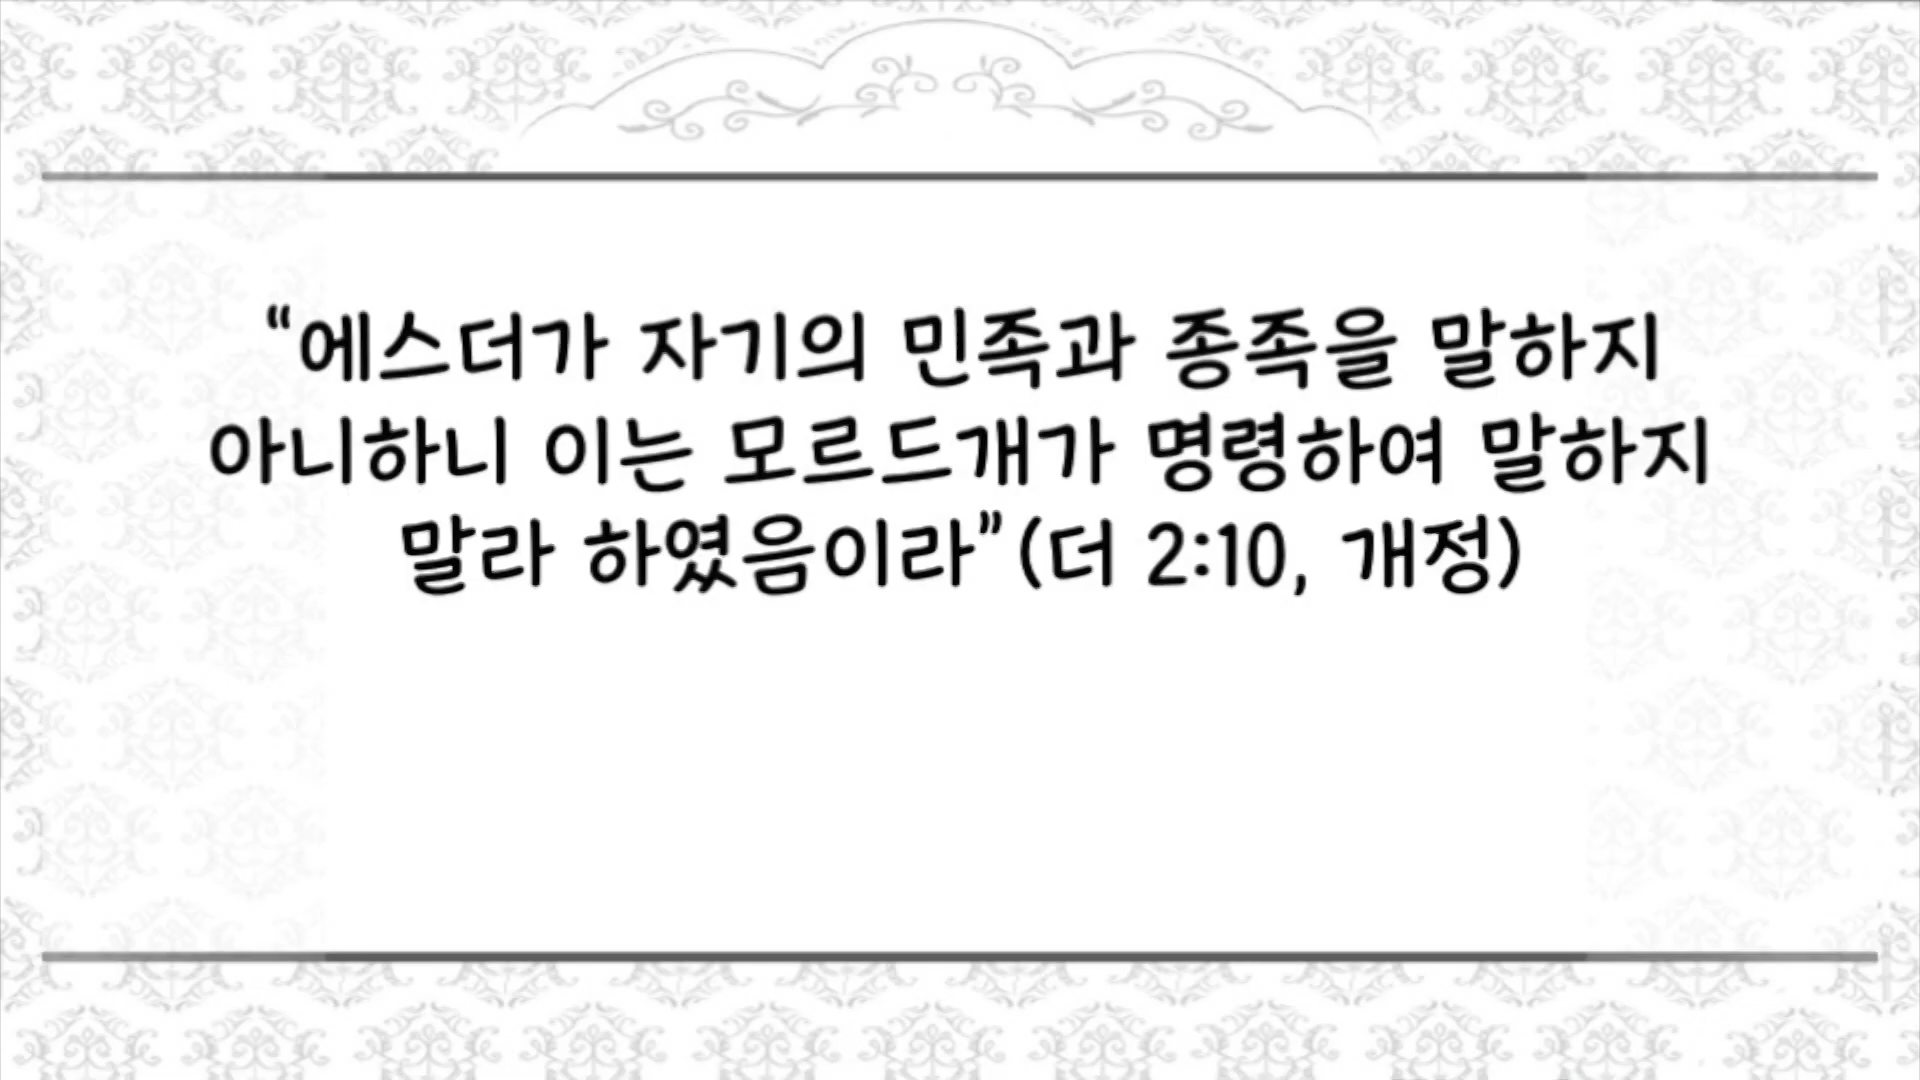 “에스더가 자기의 민족과 종족을 말하지
아니하니 이는 모르드개가 명령하여 말하지
말라 하였음이라”(더 2:10, 개정)